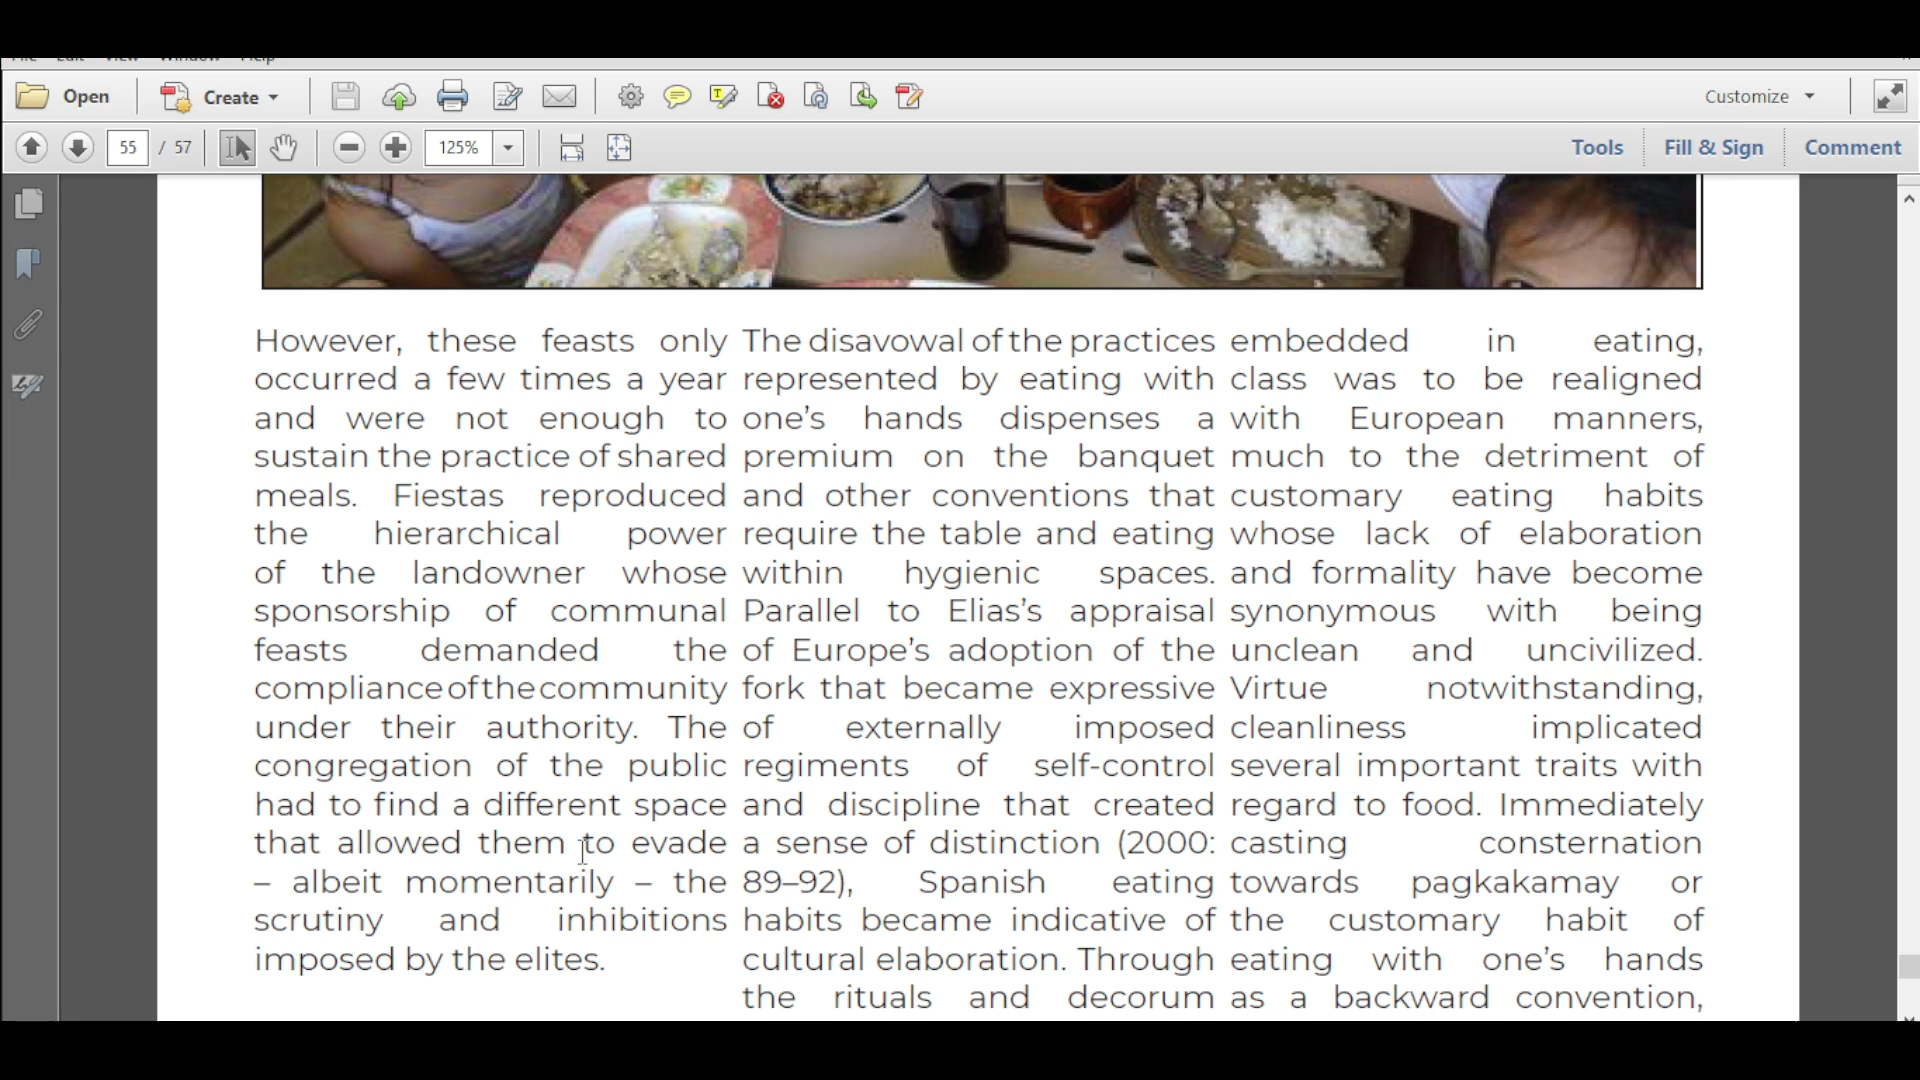 Open
Create
Customize
55 / 57
125%
Tools
Fill & Sign
Comment
However, these feasts only
occurred a few times a year
and were not enough to
sustain the practice of shared
meals. Fiestas reproduced
the hierarchical power
of the landowner whose
sponsorship of communal
feasts demanded the
compliance of the community
under their authority. The
congregation of the public
had to find a different space
that allowed them to evade
– albeit momentarily – the
scrutiny and inhibitions
imposed by the elites.
The disavowal of the practices
represented by eating with
one's hands dispenses a
premium on the banquet
and other conventions that
require the table and eating
within hygienic spaces.
Parallel to Elias's appraisal
of Europe's adoption of the
fork that became expressive
of externally imposed
regiments of self-control
and discipline that created
a sense of distinction (2000:
89–92), Spanish eating
habits became indicative of
cultural elaboration. Through
the rituals and decorum
embedded in eating,
class was to be realigned
with European manners,
much to the detriment of
customary eating habits
whose lack of elaboration
and formality have become
synonymous with being
unclean and uncivilized.
Virtue notwithstanding,
cleanliness implicated
several important traits with
regard to food. Immediately
casting consternation
towards pagkakamay or
the customary habit of
eating with one's hands
as a backward convention,